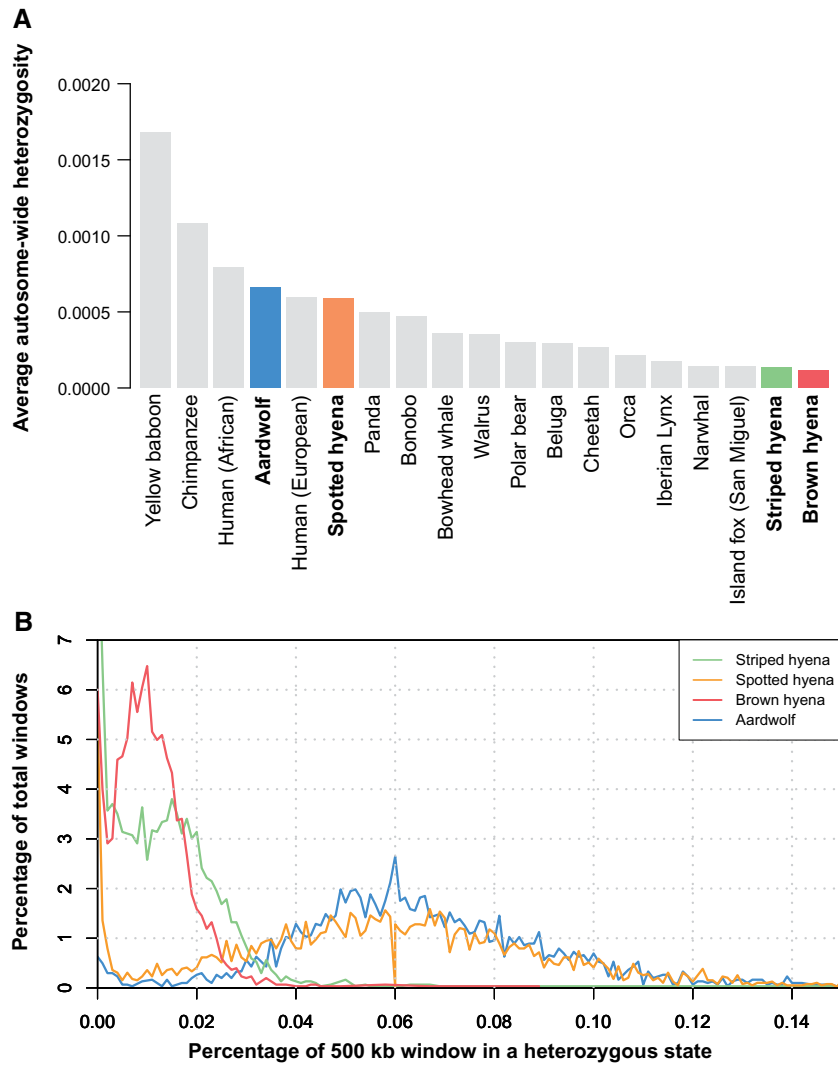 A
Average autosome-wide heterozygosity
0.0020
0.0015
0.0010
0.0005
0.0000
Yellow baboon
Chimpanzee
Human (African)
Aardwolf
Human (European)
Spotted hyena
Panda
Bonobo
Bowhead whale
Walrus
Polar bear
Beluga
Cheetah
Orca
Iberian Lynx
Narwhal
Island fox (San Miguel)
Striped hyena
Brown hyena
B
Percentage of total windows
7
6
5
4
3
2
1
0
Striped hyena
Spotted hyena
Brown hyena
Aardwolf
0.00 0.02 0.04 0.06 0.08 0.10 0.12 0.14
Percentage of 500 kb window in a heterozygous state